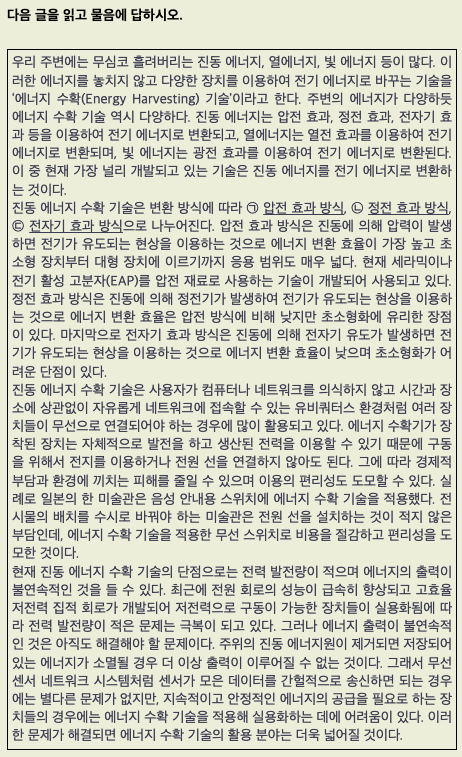 다음 글을 읽고 물음에 답하시오.
우리 주변에는 무심코 흘려버리는 진동 에너지, 열에너지, 빛 에너지 등이 많다. 이
러한 에너지를 놓치지 않고 다양한 장치를 이용하여 전기 에너지로 바꾸는 기술을
'에너지 수확(Energy Harvesting) 기술'이라고 한다. 주변의 에너지가 다양하듯
에너지 수확 기술 역시 다양하다. 진동 에너지는 압전 효과, 정전 효과, 전자기 효
과 등을 이용하여 전기 에너지로 변환되고, 열에너지는 열전 효과를 이용하여 전기
에너지로 변환되며, 빛 에너지는 광전 효과를 이용하여 전기 에너지로 변환된다.
이 중 현재 가장 널리 개발되고 있는 기술은 진동 에너지를 전기 에너지로 변환하
는 것이다.
진동 에너지 수확 기술은 변환 방식에 따라 ㉠ 압전 효과 방식, ㉡ 정전 효과 방식,
㉢ 전자기 효과 방식으로 나누어진다. 압전 효과 방식은 진동에 의해 압력이 발생
하면 전기가 유도되는 현상을 이용하는 것으로 에너지 변환 효율이 가장 높고 초
소형 장치부터 대형 장치에 이르기까지 응용 범위도 매우 넓다. 현재 세라믹이나
전기 활성 고분자(EAP)를 압전 재료로 사용하는 기술이 개발되어 사용되고 있다.
정전 효과 방식은 진동에 의해 정전기가 발생하여 전기가 유도되는 현상을 이용하
는 것으로 에너지 변환 효율은 압전 방식에 비해 낮지만 초소형화에 유리한 장점
이 있다. 마지막으로 전자기 효과 방식은 진동에 의해 전자기 유도가 발생하면 전
기가 유도되는 현상을 이용하는 것으로 에너지 변환 효율이 낮으며 초소형화가 어
려운 단점이 있다.
진동 에너지 수확 기술은 사용자가 컴퓨터나 네트워크를 의식하지 않고 시간과 장
소에 상관없이 자유롭게 네트워크에 접속할 수 있는 유비쿼터스 환경처럼 여러 장
치들이 무선으로 연결되어야 하는 경우에 많이 활용되고 있다. 에너지 수확기가 장
착된 장치는 자체적으로 발전을 하고 생산된 전력을 이용할 수 있기 때문에 구동
을 위해서 전지를 이용하거나 전원 선을 연결하지 않아도 된다. 그에 따라 경제적
부담과 환경에 끼치는 피해를 줄일 수 있으며 이용의 편리성도 도모할 수 있다. 실
례로 일본의 한 미술관은 음성 안내용 스위치에 에너지 수확 기술을 적용했다. 전
시물의 배치를 수시로 바꿔야 하는 미술관은 전원 선을 설치하는 것이 적지 않은
부담인데, 에너지 수확 기술을 적용한 무선 스위치로 비용을 절감하고 편리성을 도
모한 것이다.
현재 진동 에너지 수확 기술의 단점으로는 전력 발전량이 적으며 에너지의 출력이
불연속적인 것을 들 수 있다. 최근에 전원 회로의 성능이 급속히 향상되고 고효율
저전력 집적 회로가 개발되어 저전력으로 구동이 가능한 장치들이 실용화됨에 따
라 전력 발전량이 적은 문제는 극복이 되고 있다. 그러나 에너지 출력이 불연속적
인 것은 아직도 해결해야 할 문제이다. 주위의 진동 에너지원이 제거되면 저장되어
있는 에너지가 소멸될 경우 더 이상 출력이 이루어질 수 없는 것이다. 그래서 무선
센서 네트워크 시스템처럼 센서가 모은 데이터를 간헐적으로 송신하면 되는 경우
에는 별다른 문제가 없지만, 지속적이고 안정적인 에너지의 공급을 필요로 하는 장
치들의 경우에는 에너지 수확 기술을 적용해 실용화하는 데에 어려움이 있다. 이러
한 문제가 해결되면 에너지 수확 기술의 활용 분야는 더욱 넓어질 것이다.